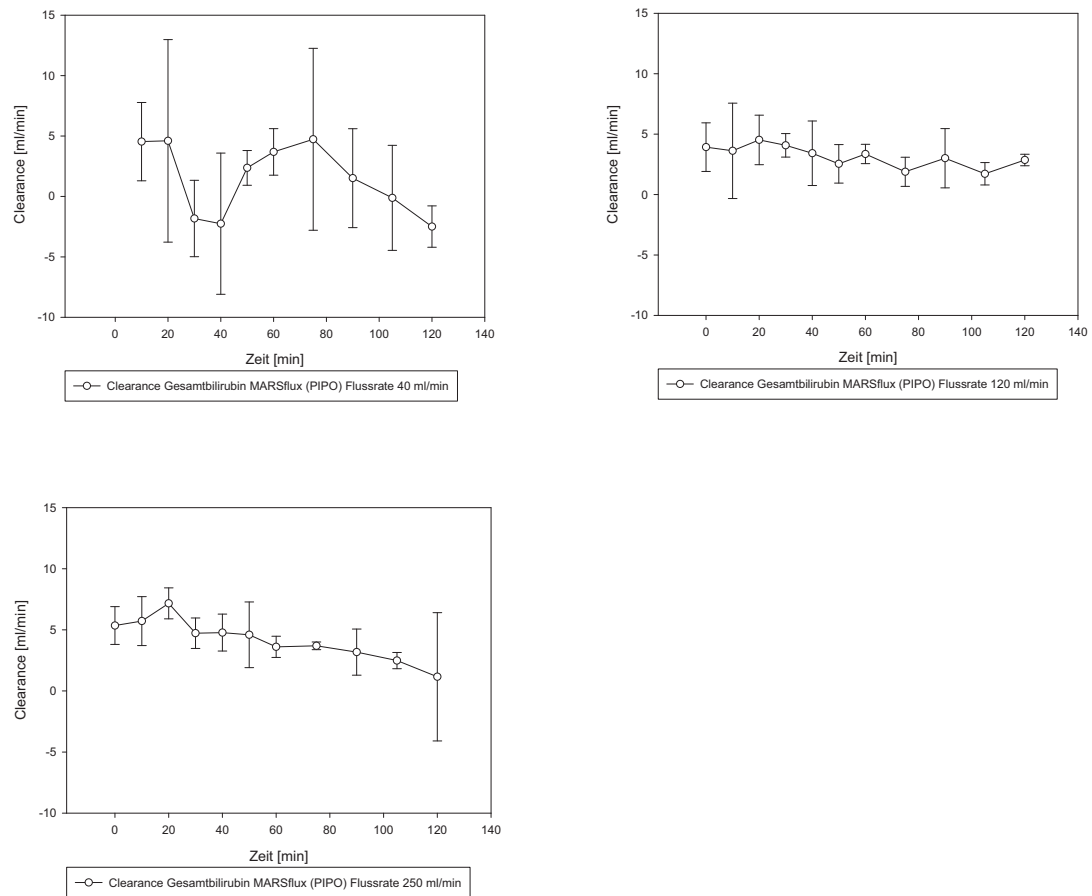 15
10
5
0
-5
-10
Clearance [ml/min]
0 20 40 60 80 100 120 140
Zeit [min]
Clearance Gesamtbilirubin MARSflux (PIPO) Flussrate 40 ml/min
15
10
5
0
-5
-10
Clearance [ml/min]
0 20 40 60 80 100 120 140
Zeit [min]
Clearance Gesamtbilirubin MARSflux (PIPO) Flussrate 120 ml/min
15
10
5
0
-5
-10
Clearance [ml/min]
0 20 40 60 80 100 120 140
Zeit [min]
Clearance Gesamtbilirubin MARSflux (PIPO) Flussrate 250 ml/min